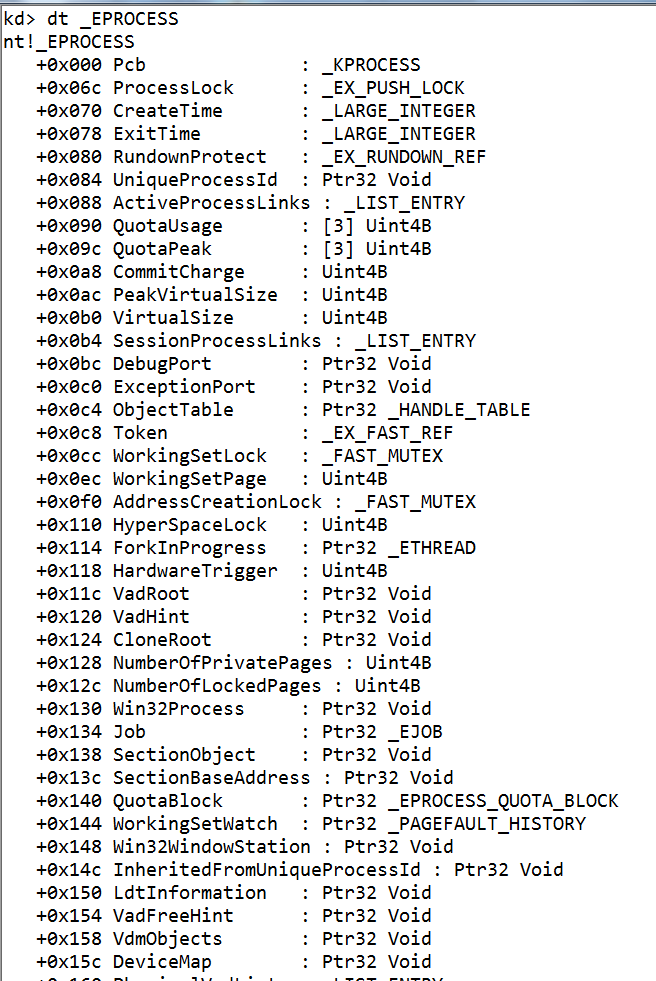 kd> dt _EPROCESS
nt!_EPROCESS
   +0x000 Pcb              : _KPROCESS
   +0x06c ProcessLock      : _EX_PUSH_LOCK
   +0x070 CreateTime       : _LARGE_INTEGER
   +0x078 ExitTime         : _LARGE_INTEGER
   +0x080 RundownProtect   : _EX_RUNDOWN_REF
   +0x084 UniqueProcessId  : Ptr32 Void
   +0x088 ActiveProcessLinks : _LIST_ENTRY
   +0x090 QuotaUsage       : [3] Uint4B
   +0x09c QuotaPeak        : [3] Uint4B
   +0x0a8 CommitCharge     : Uint4B
   +0x0ac PeakVirtualSize  : Uint4B
   +0x0b0 VirtualSize      : Uint4B
   +0x0b4 SessionProcessLinks : _LIST_ENTRY
   +0x0bc DebugPort        : Ptr32 Void
   +0x0c0 ExceptionPort    : Ptr32 Void
   +0x0c4 ObjectTable      : Ptr32 _HANDLE_TABLE
   +0x0c8 Token            : _EX_FAST_REF
   +0x0cc WorkingSetLock   : _FAST_MUTEX
   +0x0ec WorkingSetPage   : Uint4B
   +0x0f0 AddressCreationLock : _FAST_MUTEX
   +0x110 HyperSpaceLock   : Uint4B
   +0x114 ForkInProgress   : Ptr32 _ETHREAD
   +0x118 HardwareTrigger  : Uint4B
   +0x11c VadRoot          : Ptr32 Void
   +0x120 VadHint          : Ptr32 Void
   +0x124 CloneRoot        : Ptr32 Void
   +0x128 NumberOfPrivatePages : Uint4B
   +0x12c NumberOfLockedPages : Uint4B
   +0x130 Win32Process     : Ptr32 Void
   +0x134 Job              : Ptr32 _EJOB
   +0x138 SectionObject    : Ptr32 Void
   +0x13c SectionBaseAddress : Ptr32 Void
   +0x140 QuotaBlock       : Ptr32 _EPROCESS_QUOTA_BLOCK
   +0x144 WorkingSetWatch  : Ptr32 _PAGEFAULT_HISTORY
   +0x148 Win32WindowStation : Ptr32 Void
   +0x14c InheritedFromUniqueProcessId : Ptr32 Void
   +0x150 LdtInformation   : Ptr32 Void
   +0x154 VadFreeHint      : Ptr32 Void
   +0x158 VdmObjects       : Ptr32 Void
   +0x15c DeviceMap        : Ptr32 Void